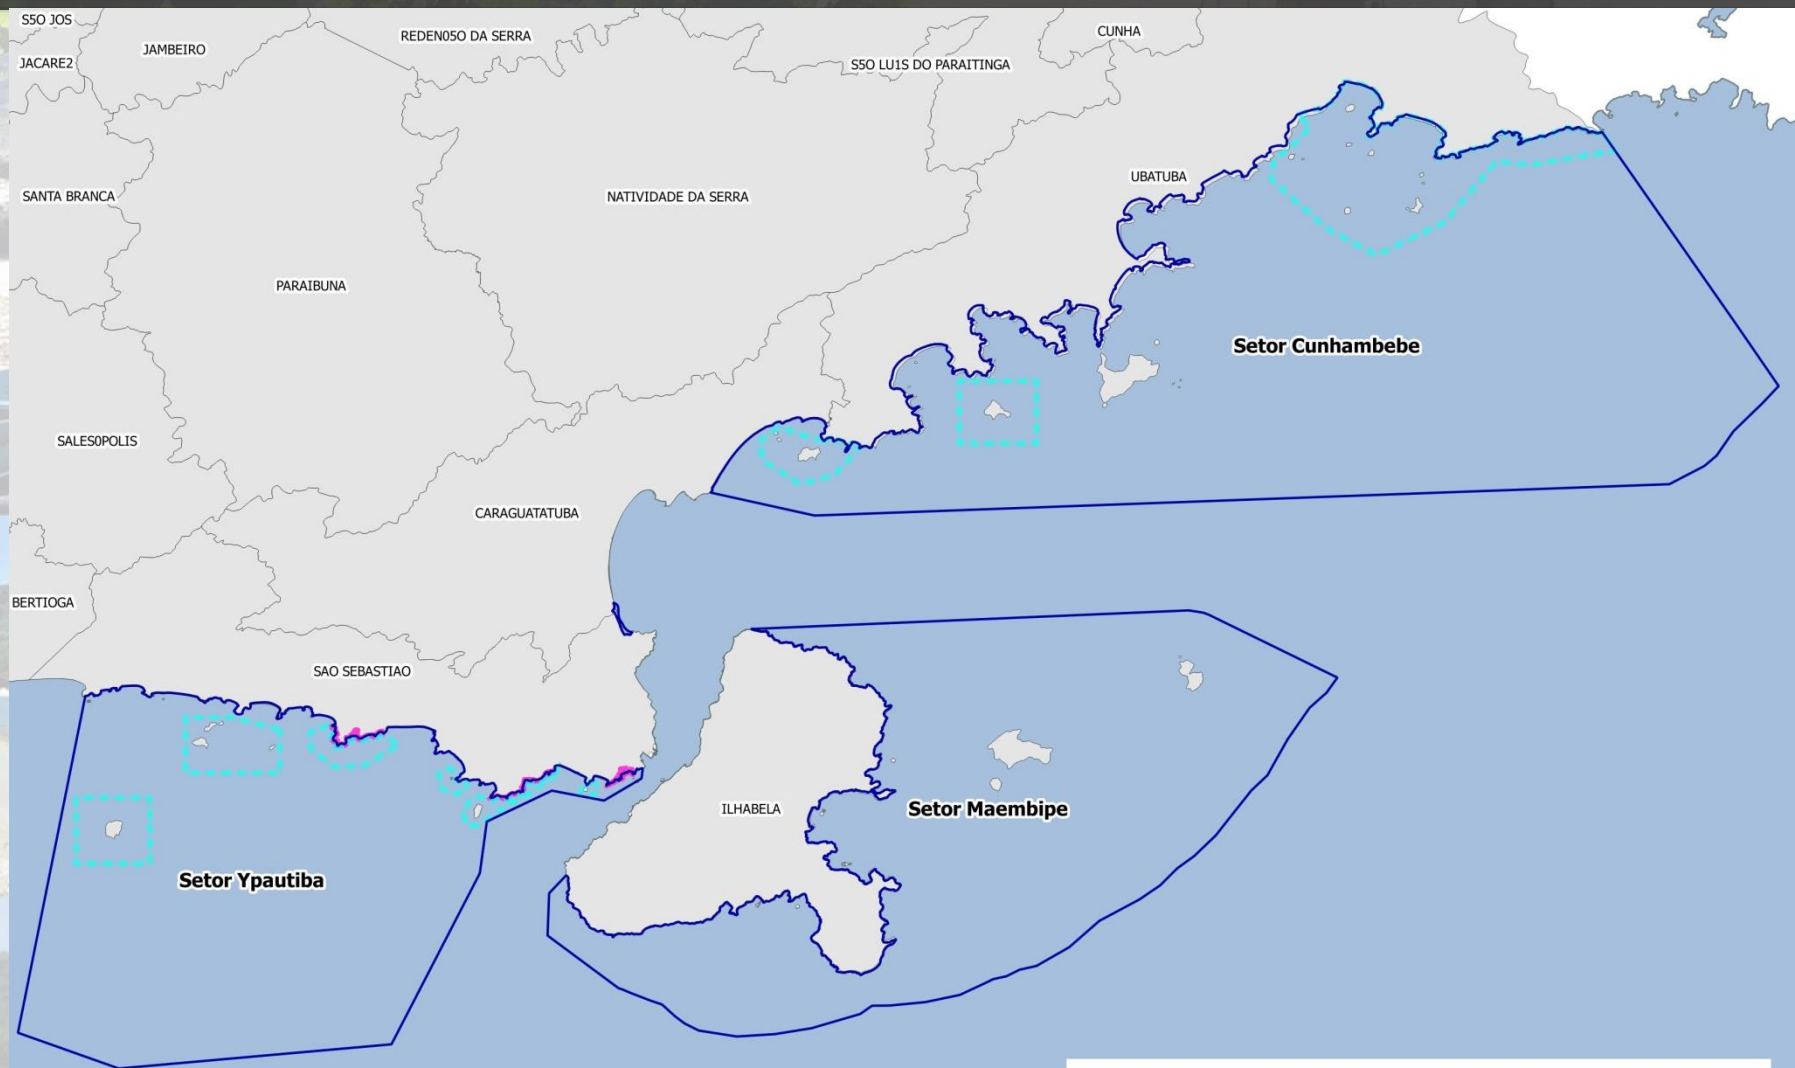 S5O JOS
JAMBEIRO
REDEN05O DA SERRA
CUNHA
JACARE2
S5O LU1S DO PARAITINGA
SANTA BRANCA
NATIVIDADE DA SERRA
UBATUBA
PARAIBUNA
Setor Cunhambebe
SALES0POLIS
CARAGUATATUBA
BERTIOGA
SAO SEBASTIAO
ILHABELA
Setor Maembipe
Setor Ypautiba